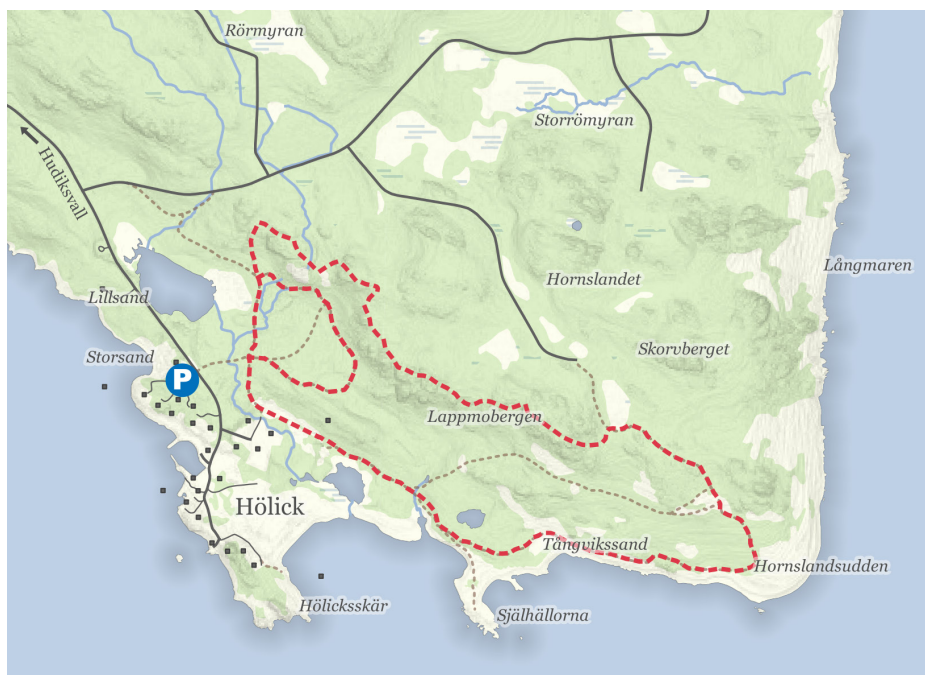 Rörmyran
Storrömyran
Hudiksvall
Långmaren
Hornslandet
Lillsand
Skorvberget
Storsand
P
Lappmobergen
Hölick
Tångvikssand
Hornslandsudden
Hölicksskär
Själhällorna